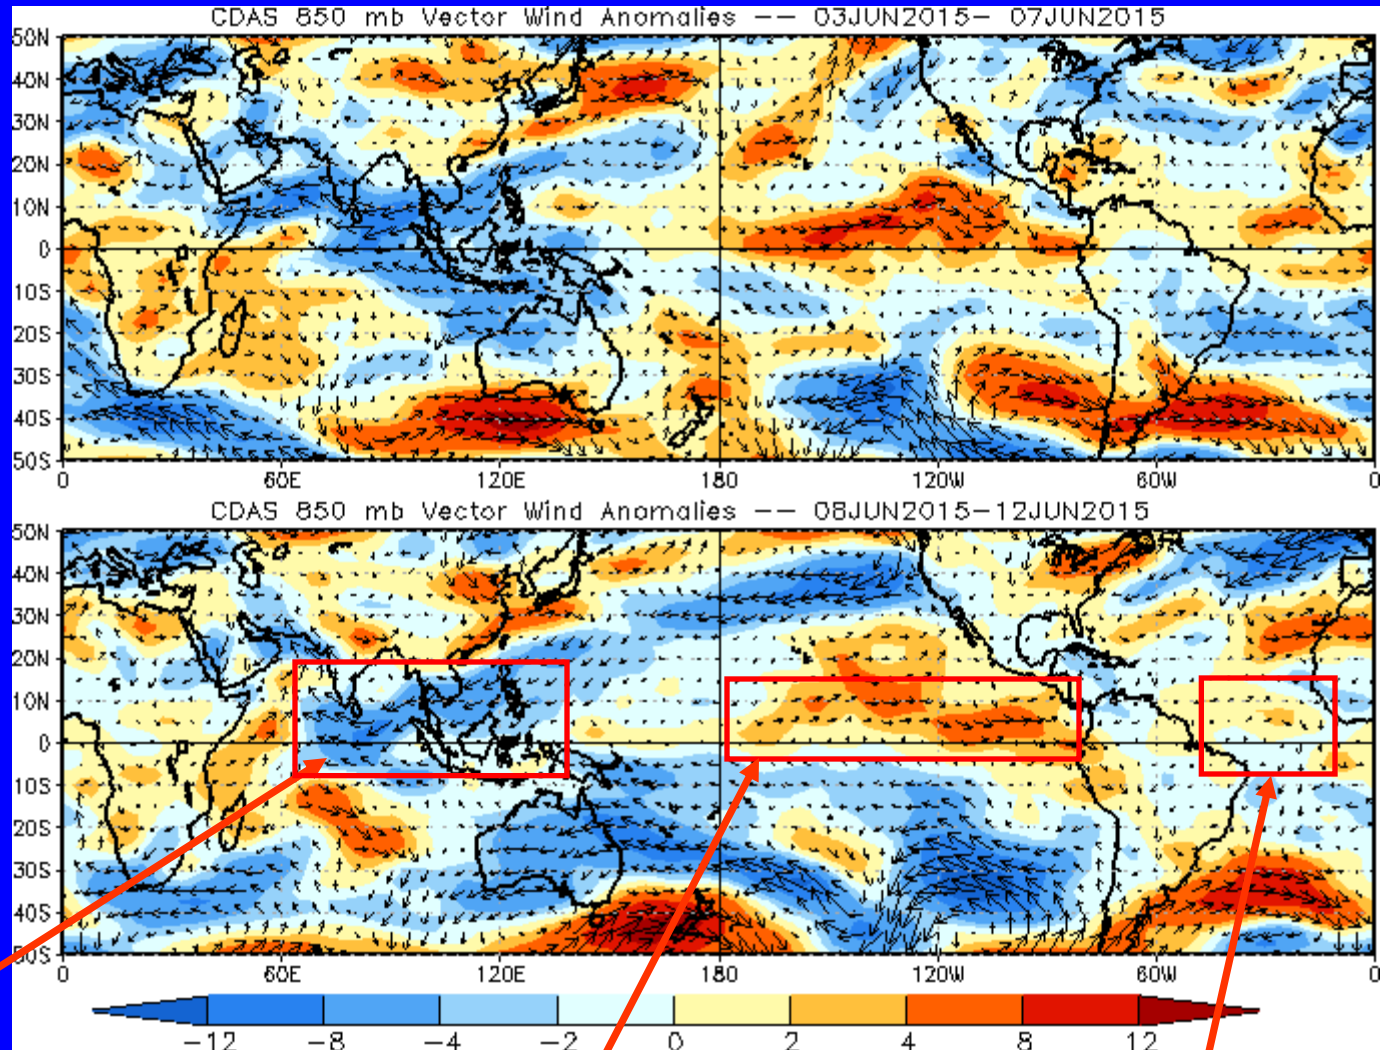 CDAS 850 mb Vector Wind Anomalies -- 03JUN2015- 07JUN2015
50N
40N
30N
20N
10N
0
10S
20S
30S
40S
50S
0 60E 120E 180 120W 60W 0
CDAS 850 mb Vector Wind Anomalies -- 08JUN2015-12JUN2015
50N
40N
30N
20N
10N
0
10S
20S
30S
40S
50S
0 60E 120E 180 120W 60W 0
-12 -8 -4 -2 0 2 4 8 12